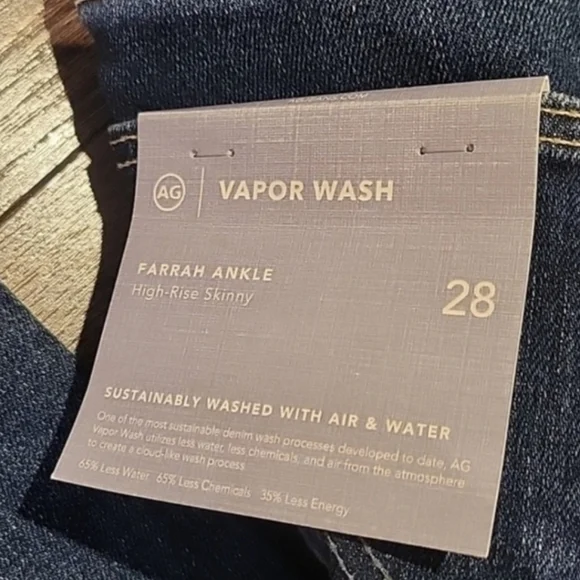 AG | VAPOR WASH
FARRAH ANKLE
High-Rise Skinny
28
SUSTAINABLY WASHED WITH AIR & WATER
One of the most sustainable denim wash processes developed to date, AG
Vapor Wash utilizes less water, less chemicals, and air from the atmosphere
to create a cloud-like wash process
65% Less Water 65% Less Chemicals 35% Less Energy